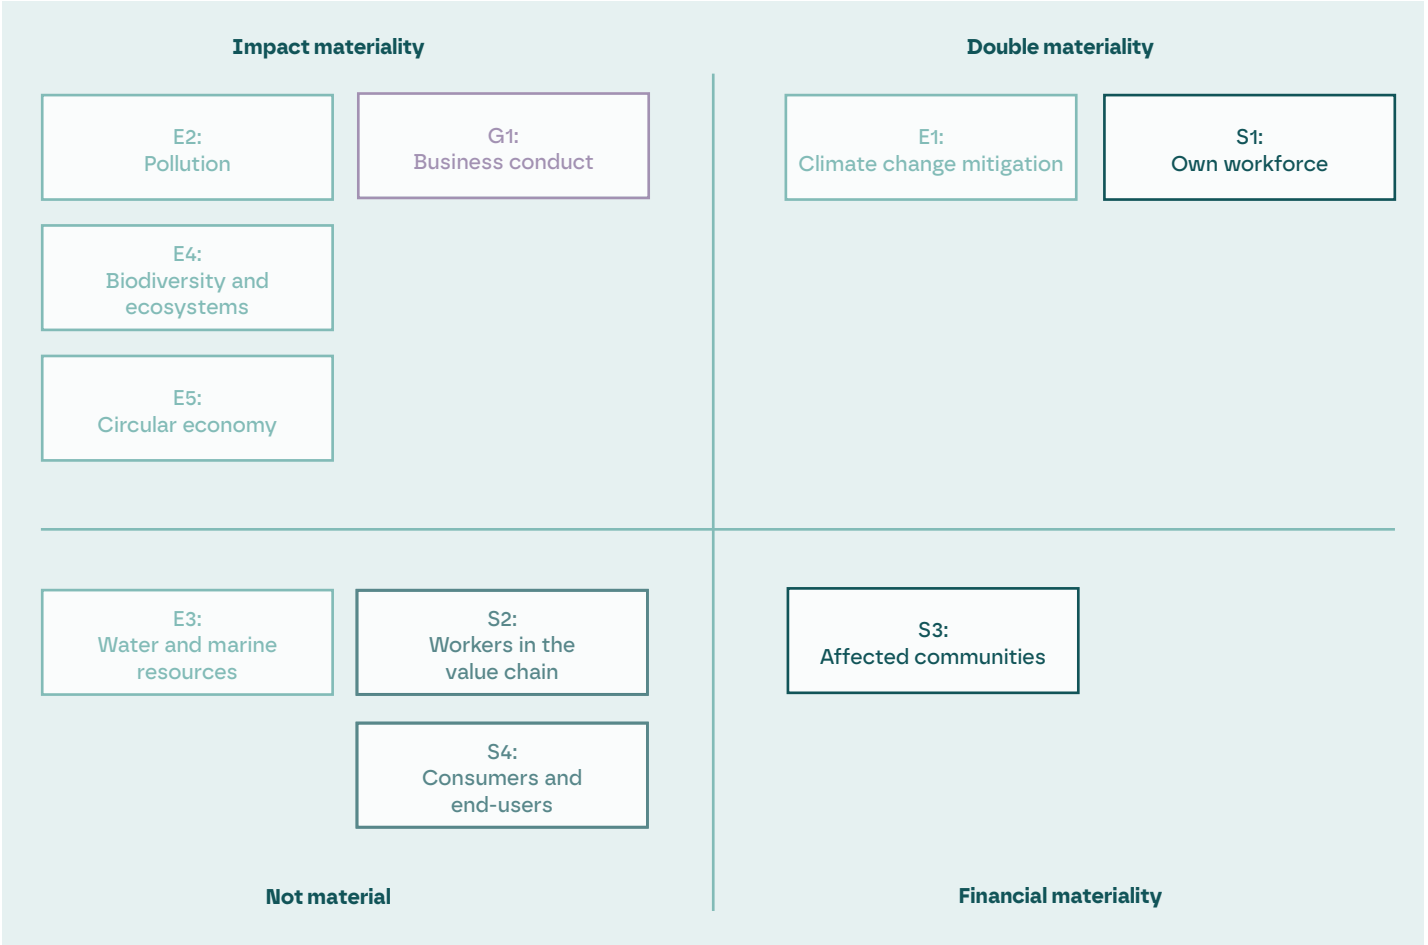 Impact materiality
Double materiality
E2:
Pollution
G1:
Business conduct
E1:
Climate change mitigation
S1:
Own workforce
E4:
Biodiversity and
ecosystems
E5:
Circular economy
E3:
Water and marine
resources
S2:
Workers in the
value chain
S3:
Affected communities
S4:
Consumers and
end-users
Not material
Financial materiality